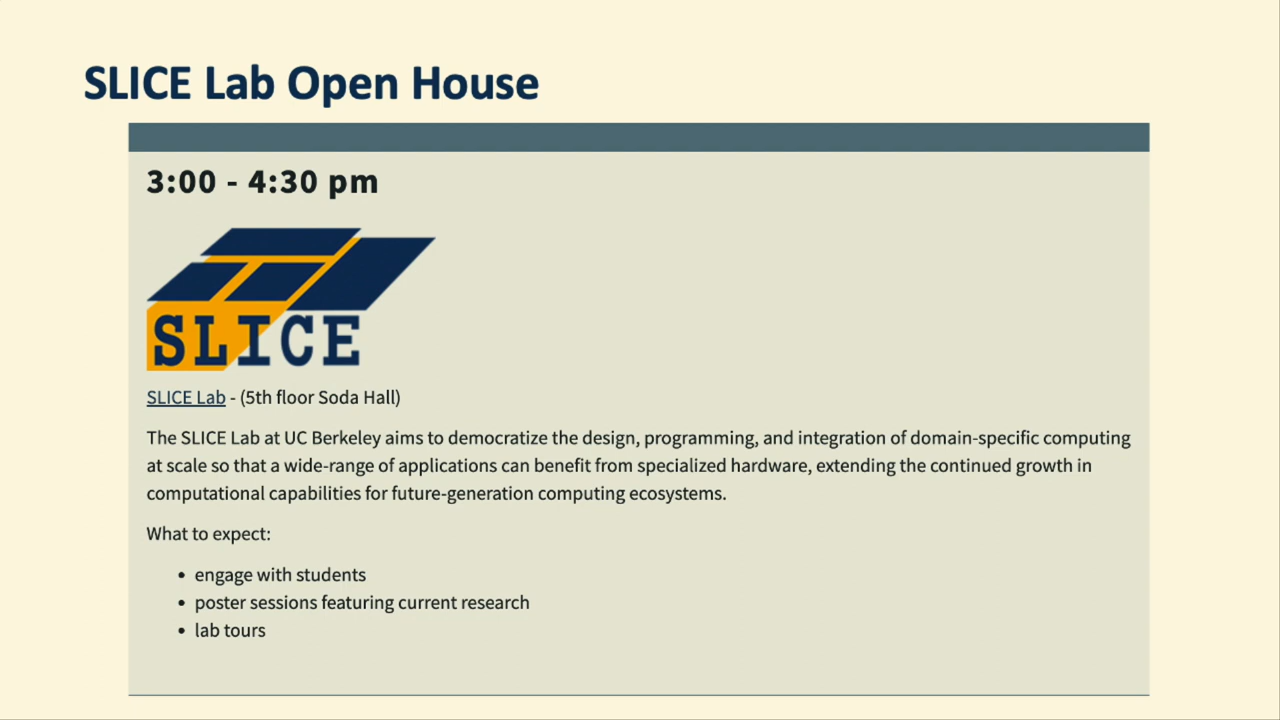 SLICE Lab Open House
3:00 - 4:30 pm
SLICE
SLICE Lab - (5th floor Soda Hall)
The SLICE Lab at UC Berkeley aims to democratize the design, programming, and integration of domain-specific computing
at scale so that a wide-range of applications can benefit from specialized hardware, extending the continued growth in
computational capabilities for future-generation computing ecosystems.
What to expect:
• engage with students
• poster sessions featuring current research
• lab tours